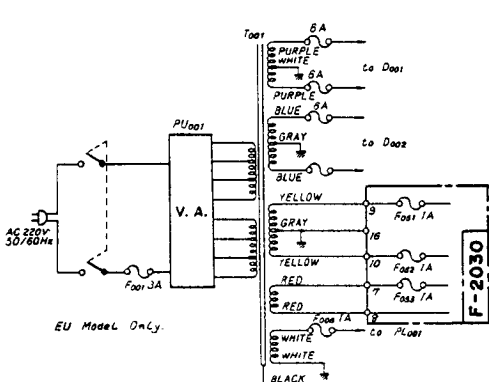 T001
6A
PURPLE
WHITE
6A
to D001
PURPLE
BLUE
6A
PU001
GRAY
to D002
BLUE
V. A.
YELLOW
9
F051 1A
GRAY
16
AC 220V
50/60Hz
YELLOW
10
F052 1A
F001 3A
RED
7
F053 1A
F-2030
RED
8
F006 1A
to PL001
EU Model Only.
WHITE
WHITE
BLACK